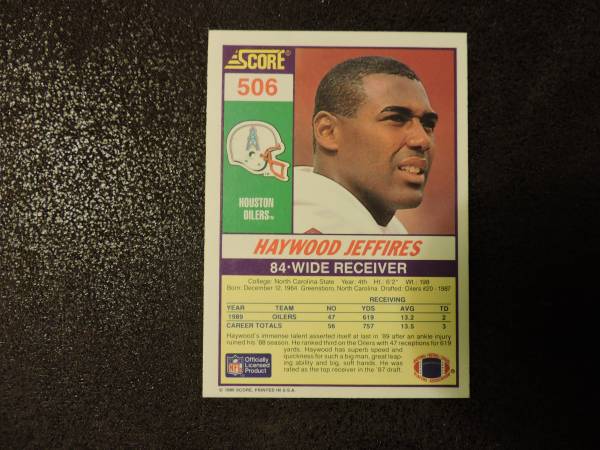 SCORE®
506
HOUSTON
OILERS™
HAYWOOD JEFFIRES
84•WIDE RECEIVER
College: North Carolina State Year: 4th Ht.: 6'2" Wt.: 198
Born: December 12, 1964 Greensboro, North Carolina Drafted: Oilers #20 - 1987
RECEIVING
YEAR TEAM NO YDS AVG TD
1989 OILERS 47 619 13.2 2
CAREER TOTALS 56 757 13.5 3
Haywood's immense talent asserted itself at last in '89 after an ankle injury
ruined his '88 season. He ranked third on the Oilers with 47 receptions for 619
yards. Haywood has superb speed and
quickness for such a big man, great leap-
ing ability and big, soft hands. He was
rated as the top receiver in the '87 draft.
NFL
Officially
Licensed
Product
© 1990 SCORE, PRINTED IN U.S.A.